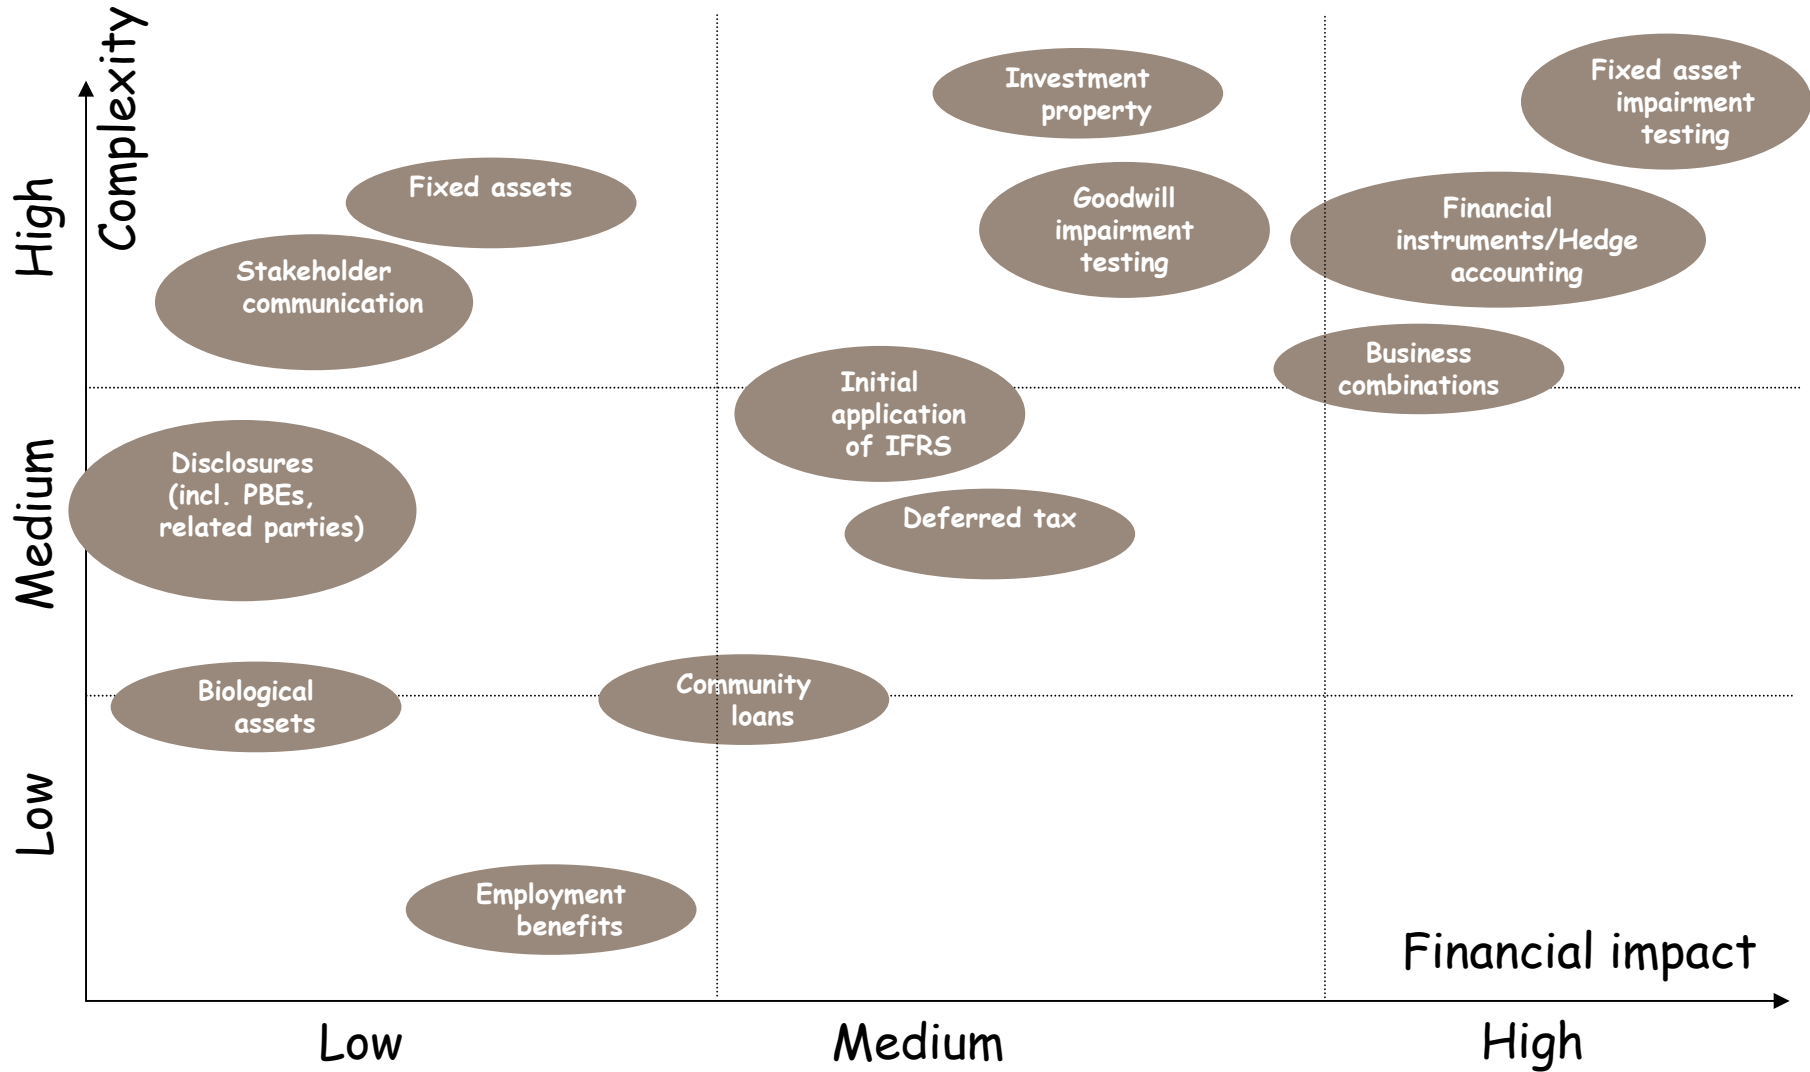 Complexity
High
Medium
Low
Investment
property
Fixed asset
impairment
testing
Fixed assets
Goodwill
impairment
testing
Financial
instruments/Hedge
accounting
Stakeholder
communication
Business
combinations
Initial
application
of IFRS
Disclosures
(incl. PBEs,
related parties)
Deferred tax
Biological
assets
Community
loans
Employment
benefits
Financial impact
Low
Medium
High